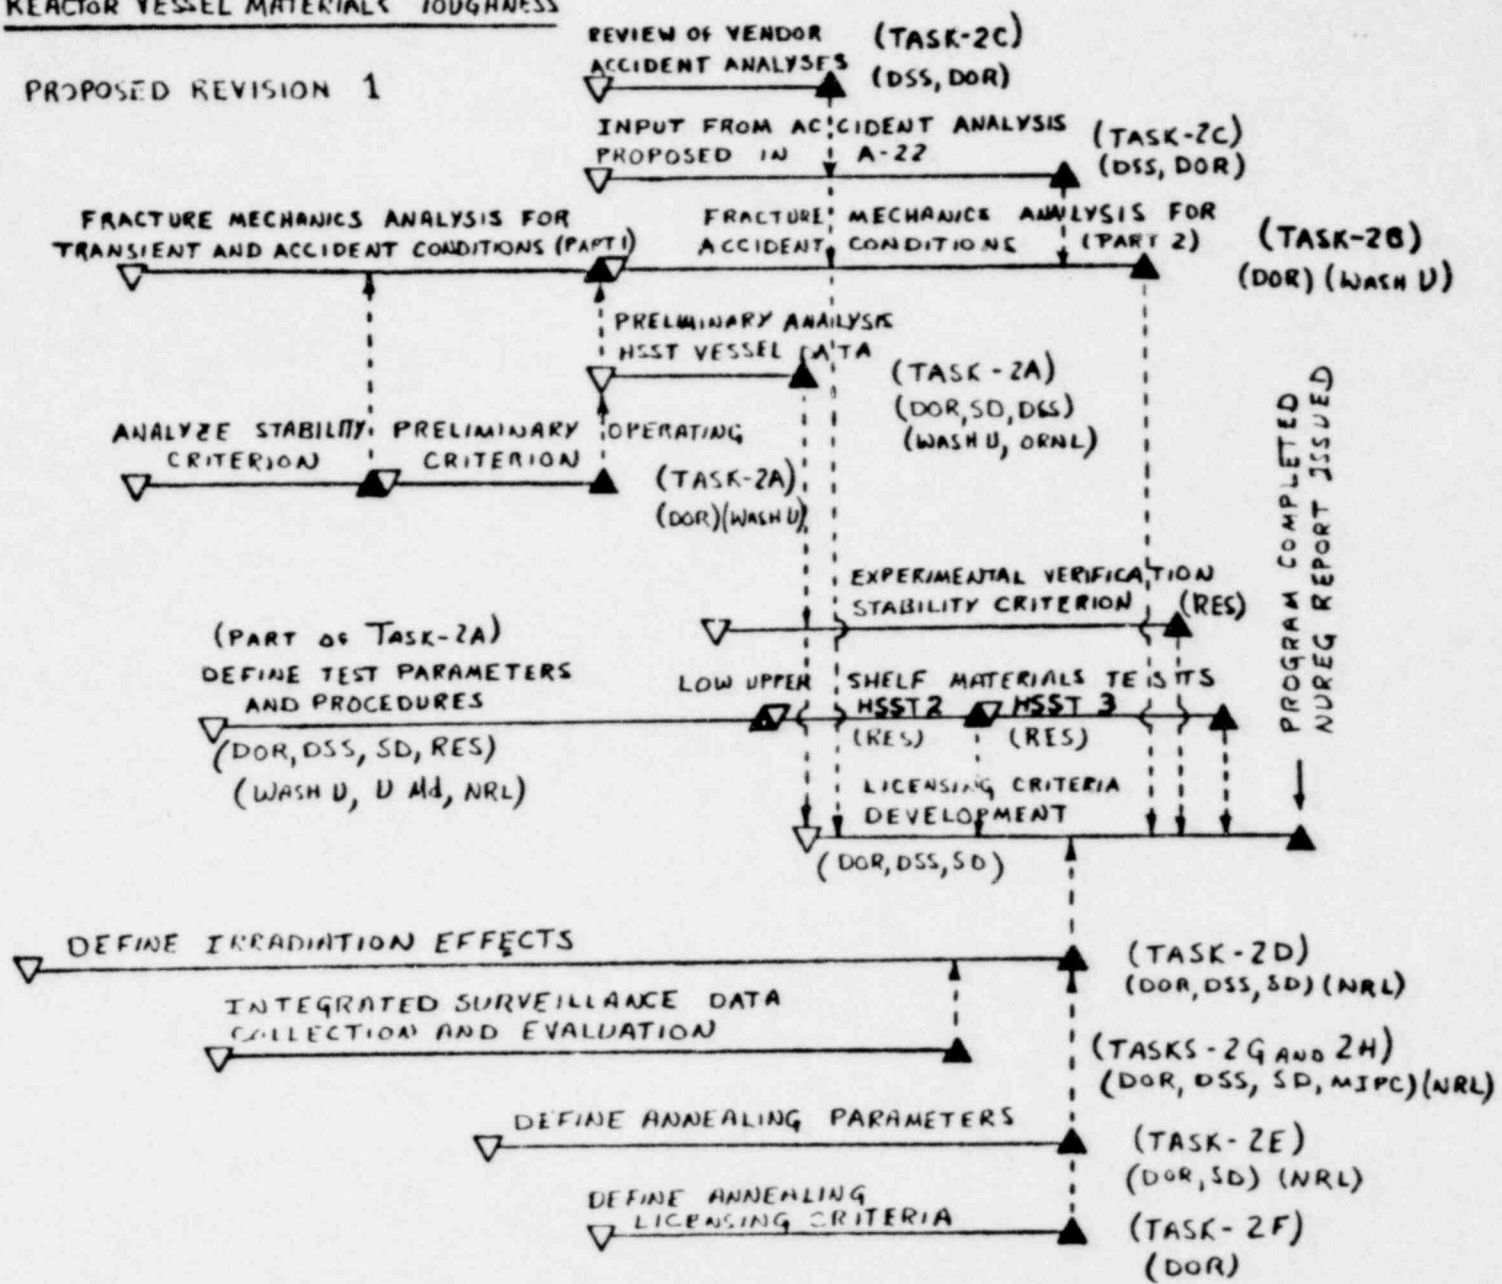 REACTOR VESSEL MATERIALS TOUGHNESS
PROPOSED REVISION 1
REVIEW OF VENDOR
ACCIDENT ANALYSES
(TASK-2C)
(DSS, DOR)
INPUT FROM ACCIDENT ANALYSIS
PROPOSED IN A-22
(TASK-2C)
(DSS, DOR)
FRACTURE MECHANICS ANALYSIS FOR
TRANSIENT AND ACCIDENT CONDITIONS (PART 1)
FRACTURE MECHANICS ANALYSIS FOR
ACCIDENT CONDITIONS (PART 2)
(TASK-2B)
(DOR) (WASH U)
PRELIMINARY ANALYSIS
HSST VESSEL DATA
(TASK-2A)
(DOR, SD, DSS)
(WASH U, ORNL)
ANALYZE STABILITY
CRITERION
PRELIMINARY OPERATING
CRITERION
(TASK-2A)
(DOR)(WASH U)
PROGRAM COMPLETED
NUREG REPORT ISSUED
EXPERIMENTAL VERIFICATION
STABILITY CRITERION (RES)
(PART OF TASK-2A)
DEFINE TEST PARAMETERS
AND PROCEDURES
(DOR, DSS, SD, RES)
(WASH U, U Md, NRL)
LOW UPPER SHELF MATERIALS TESTS
HSST 2 HSST 3
(RES) (RES)
LICENSING CRITERIA
DEVELOPMENT
(DOR, DSS, SD)
DEFINE IRRADIATION EFFECTS
(TASK-2D)
(DOR, DSS, SD) (NRL)
INTEGRATED SURVEILLANCE DATA
COLLECTION AND EVALUATION
(TASKS-2G AND 2H)
(DOR, DSS, SD, MIPC)(NRL)
DEFINE ANNEALING PARAMETERS
(TASK-2E)
(DOR, SD) (NRL)
DEFINE ANNEALING
LICENSING CRITERIA
(TASK-2F)
(DOR)